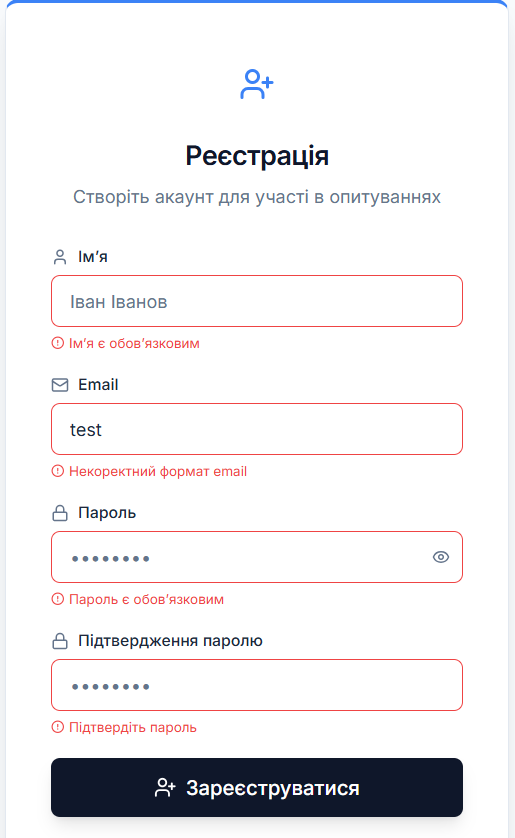 Реєстрація
Створіть акаунт для участі в опитуваннях
Ім’я
Іван Іванов
Ім’я є обов’язковим
Email
test
Некоректний формат email
Пароль
••••••••
Пароль є обов’язковим
Підтвердження паролю
••••••••
Підтвердіть пароль
Зареєструватися